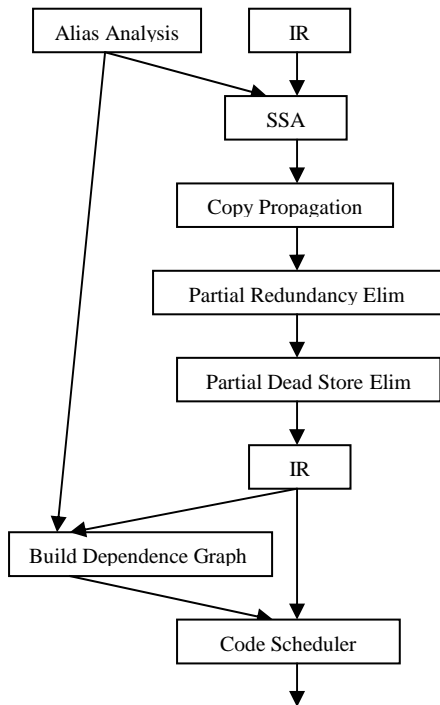 Alias Analysis
IR
SSA
Copy Propagation
Partial Redundancy Elim
Partial Dead Store Elim
IR
Build Dependence Graph
Code Scheduler